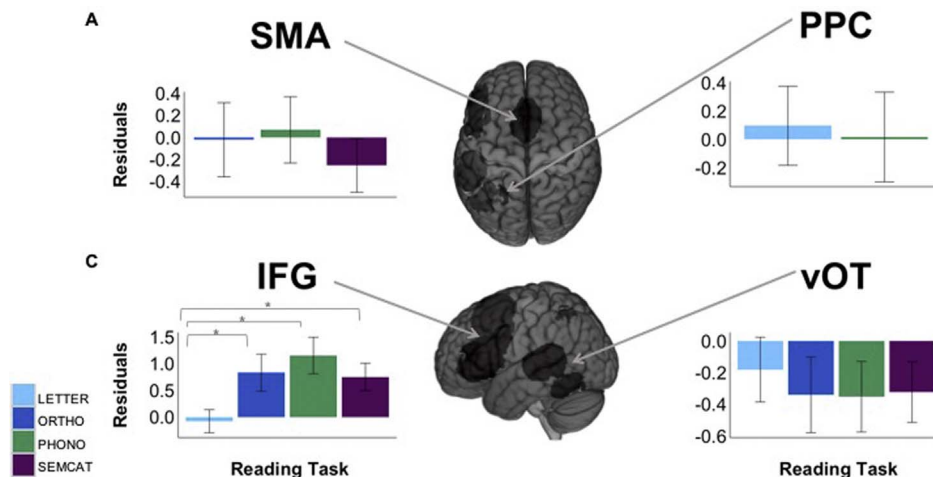 A
SMA
PPC
0.4
0.2
0.0
-0.2
-0.4
Residuals
0.4
0.2
0.0
-0.2
C
IFG
vOT
* 
*
*
1.5
1.0
0.5
0.0
Residuals
0.0
-0.2
-0.4
-0.6
LETTER
ORTHO
PHONO
SEMCAT
Reading Task
Reading Task